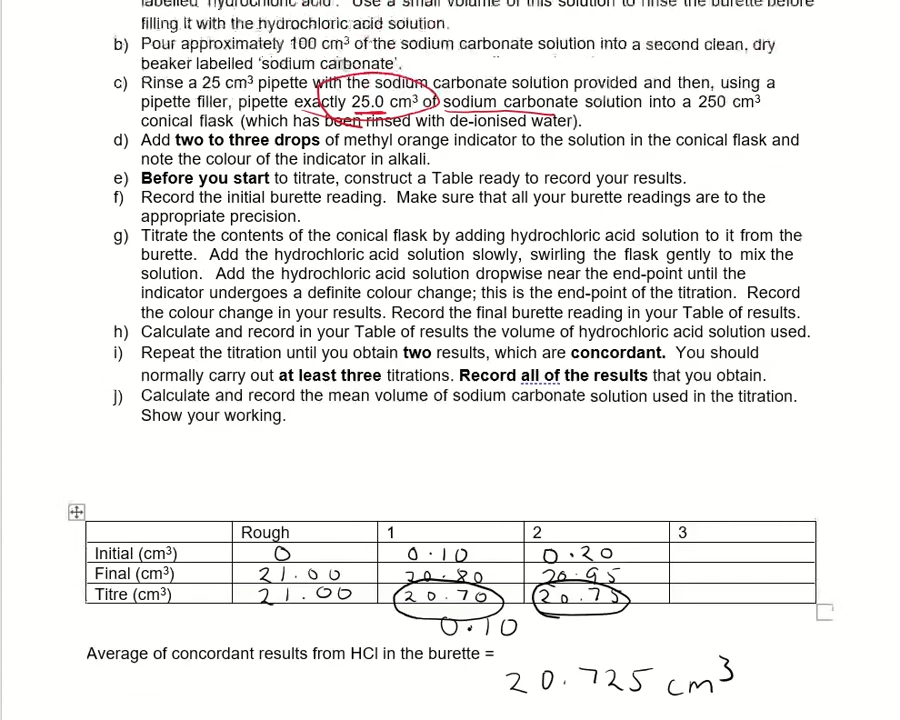 labelled 'hydrochloric acid'. Use a small volume of this solution to rinse the burette before
filling it with the hydrochloric acid solution.
b) Pour approximately 100 cm³ of the sodium carbonate solution into a second clean, dry
beaker labelled 'sodium carbonate'.
c) Rinse a 25 cm³ pipette with the sodium carbonate solution provided and then, using a
pipette filler, pipette exactly 25.0 cm³ of sodium carbonate solution into a 250 cm³
conical flask (which has been rinsed with de-ionised water).
d) Add two to three drops of methyl orange indicator to the solution in the conical flask and
note the colour of the indicator in alkali.
e) Before you start to titrate, construct a Table ready to record your results.
f) Record the initial burette reading. Make sure that all your burette readings are to the
appropriate precision.
g) Titrate the contents of the conical flask by adding hydrochloric acid solution to it from the
burette. Add the hydrochloric acid solution slowly, swirling the flask gently to mix the
solution. Add the hydrochloric acid solution dropwise near the end-point until the
indicator undergoes a definite colour change; this is the end-point of the titration. Record
the colour change in your results. Record the final burette reading in your Table of results.
h) Calculate and record in your Table of results the volume of hydrochloric acid solution used.
i) Repeat the titration until you obtain two results, which are concordant. You should
normally carry out at least three titrations. Record all of the results that you obtain.
j) Calculate and record the mean volume of sodium carbonate solution used in the titration.
Show your working.
Rough 1 2 3
Initial (cm³) 0 0.10 0.20
Final (cm³) 21.00 20.80 20.95
Titre (cm³) 21.00 20.70 20.75
0.10
Average of concordant results from HCl in the burette =
20.725 cm³